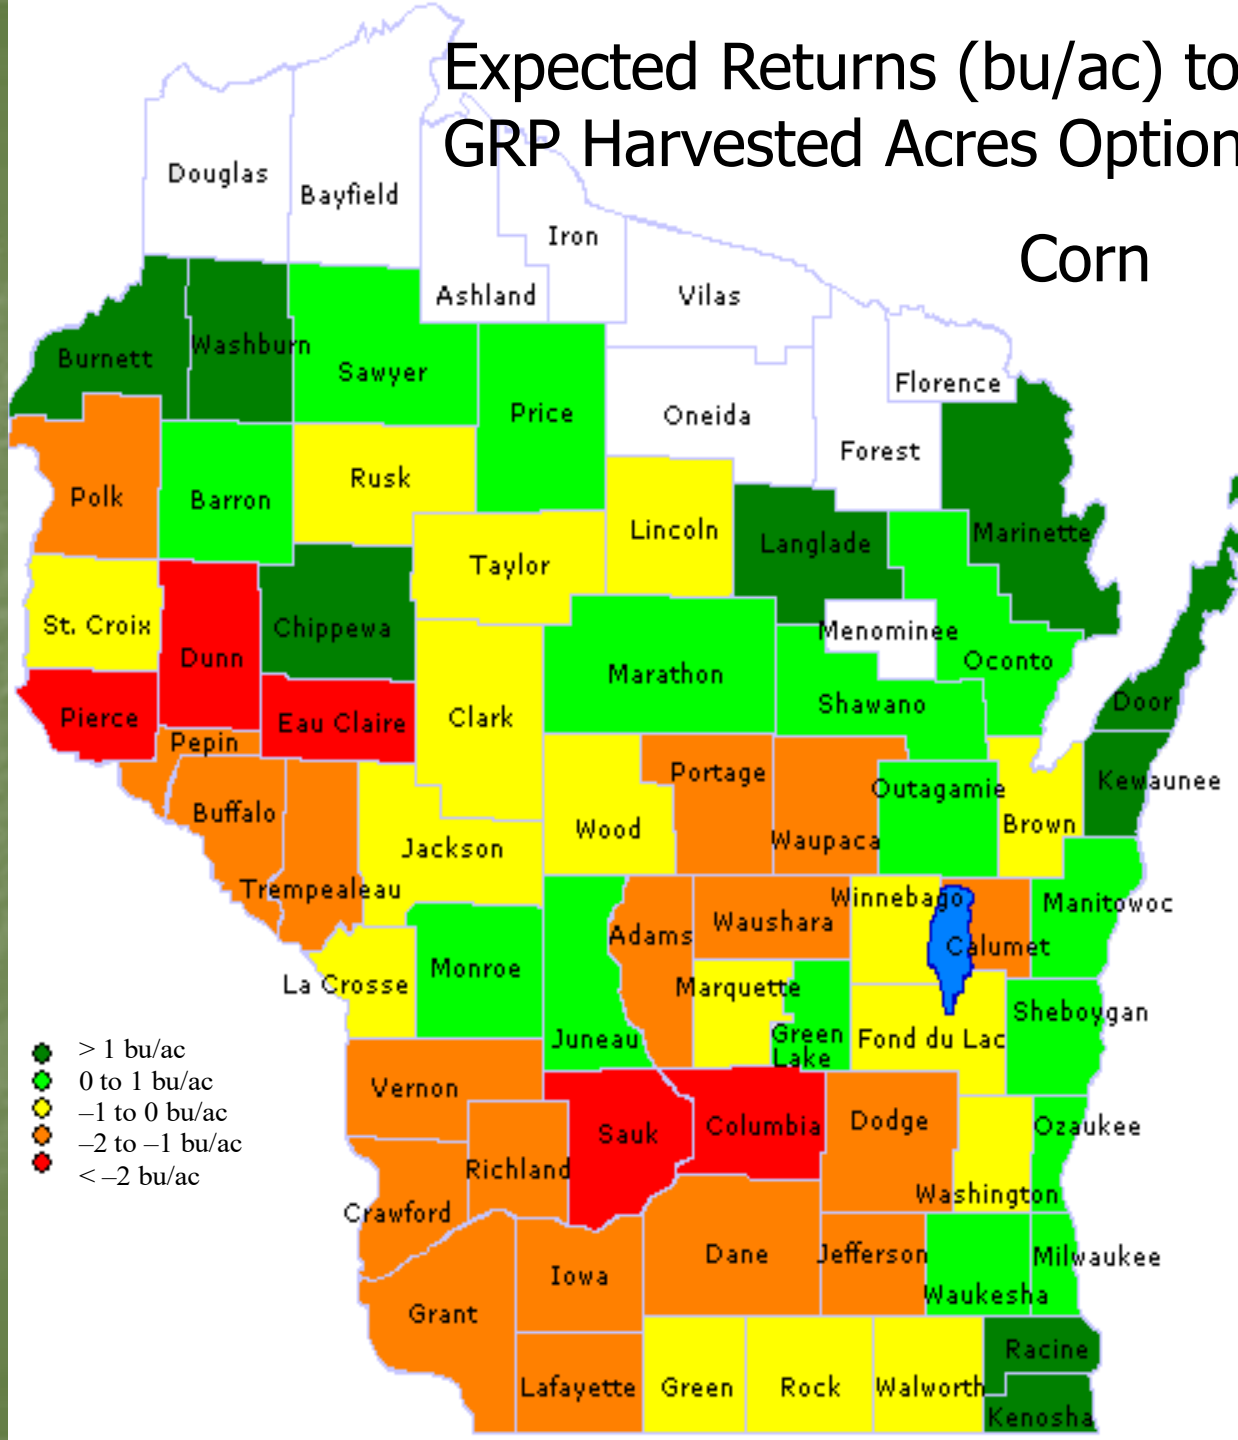 Expected Returns (bu/ac) to
GRP Harvested Acres Option
Corn
Douglas
Bayfield
Iron
Ashland
Vilas
Burnett
Washburn
Sawyer
Price
Oneida
Florence
Forest
Polk
Barron
Rusk
Lincoln
Langlade
Marinette
Taylor
St. Croix
Dunn
Chippewa
Menominee
Oconto
Marathon
Shawano
Door
Pierce
Eau Claire
Clark
Pepin
Portage
Outagamie
Kewaunee
Buffalo
Wood
Waupaca
Brown
Jackson
Trempealeau
Winnebago
Manitowoc
Adams
Waushara
Calumet
La Crosse
Monroe
Marquette
Sheboygan
Juneau
Green
Lake
Fond du Lac
> 1 bu/ac
0 to 1 bu/ac
–1 to 0 bu/ac
–2 to –1 bu/ac
< –2 bu/ac
Vernon
Sauk
Columbia
Dodge
Ozaukee
Richland
Washington
Crawford
Dane
Jefferson
Milwaukee
Iowa
Waukesha
Grant
Racine
Lafayette
Green
Rock
Walworth
Kenosha